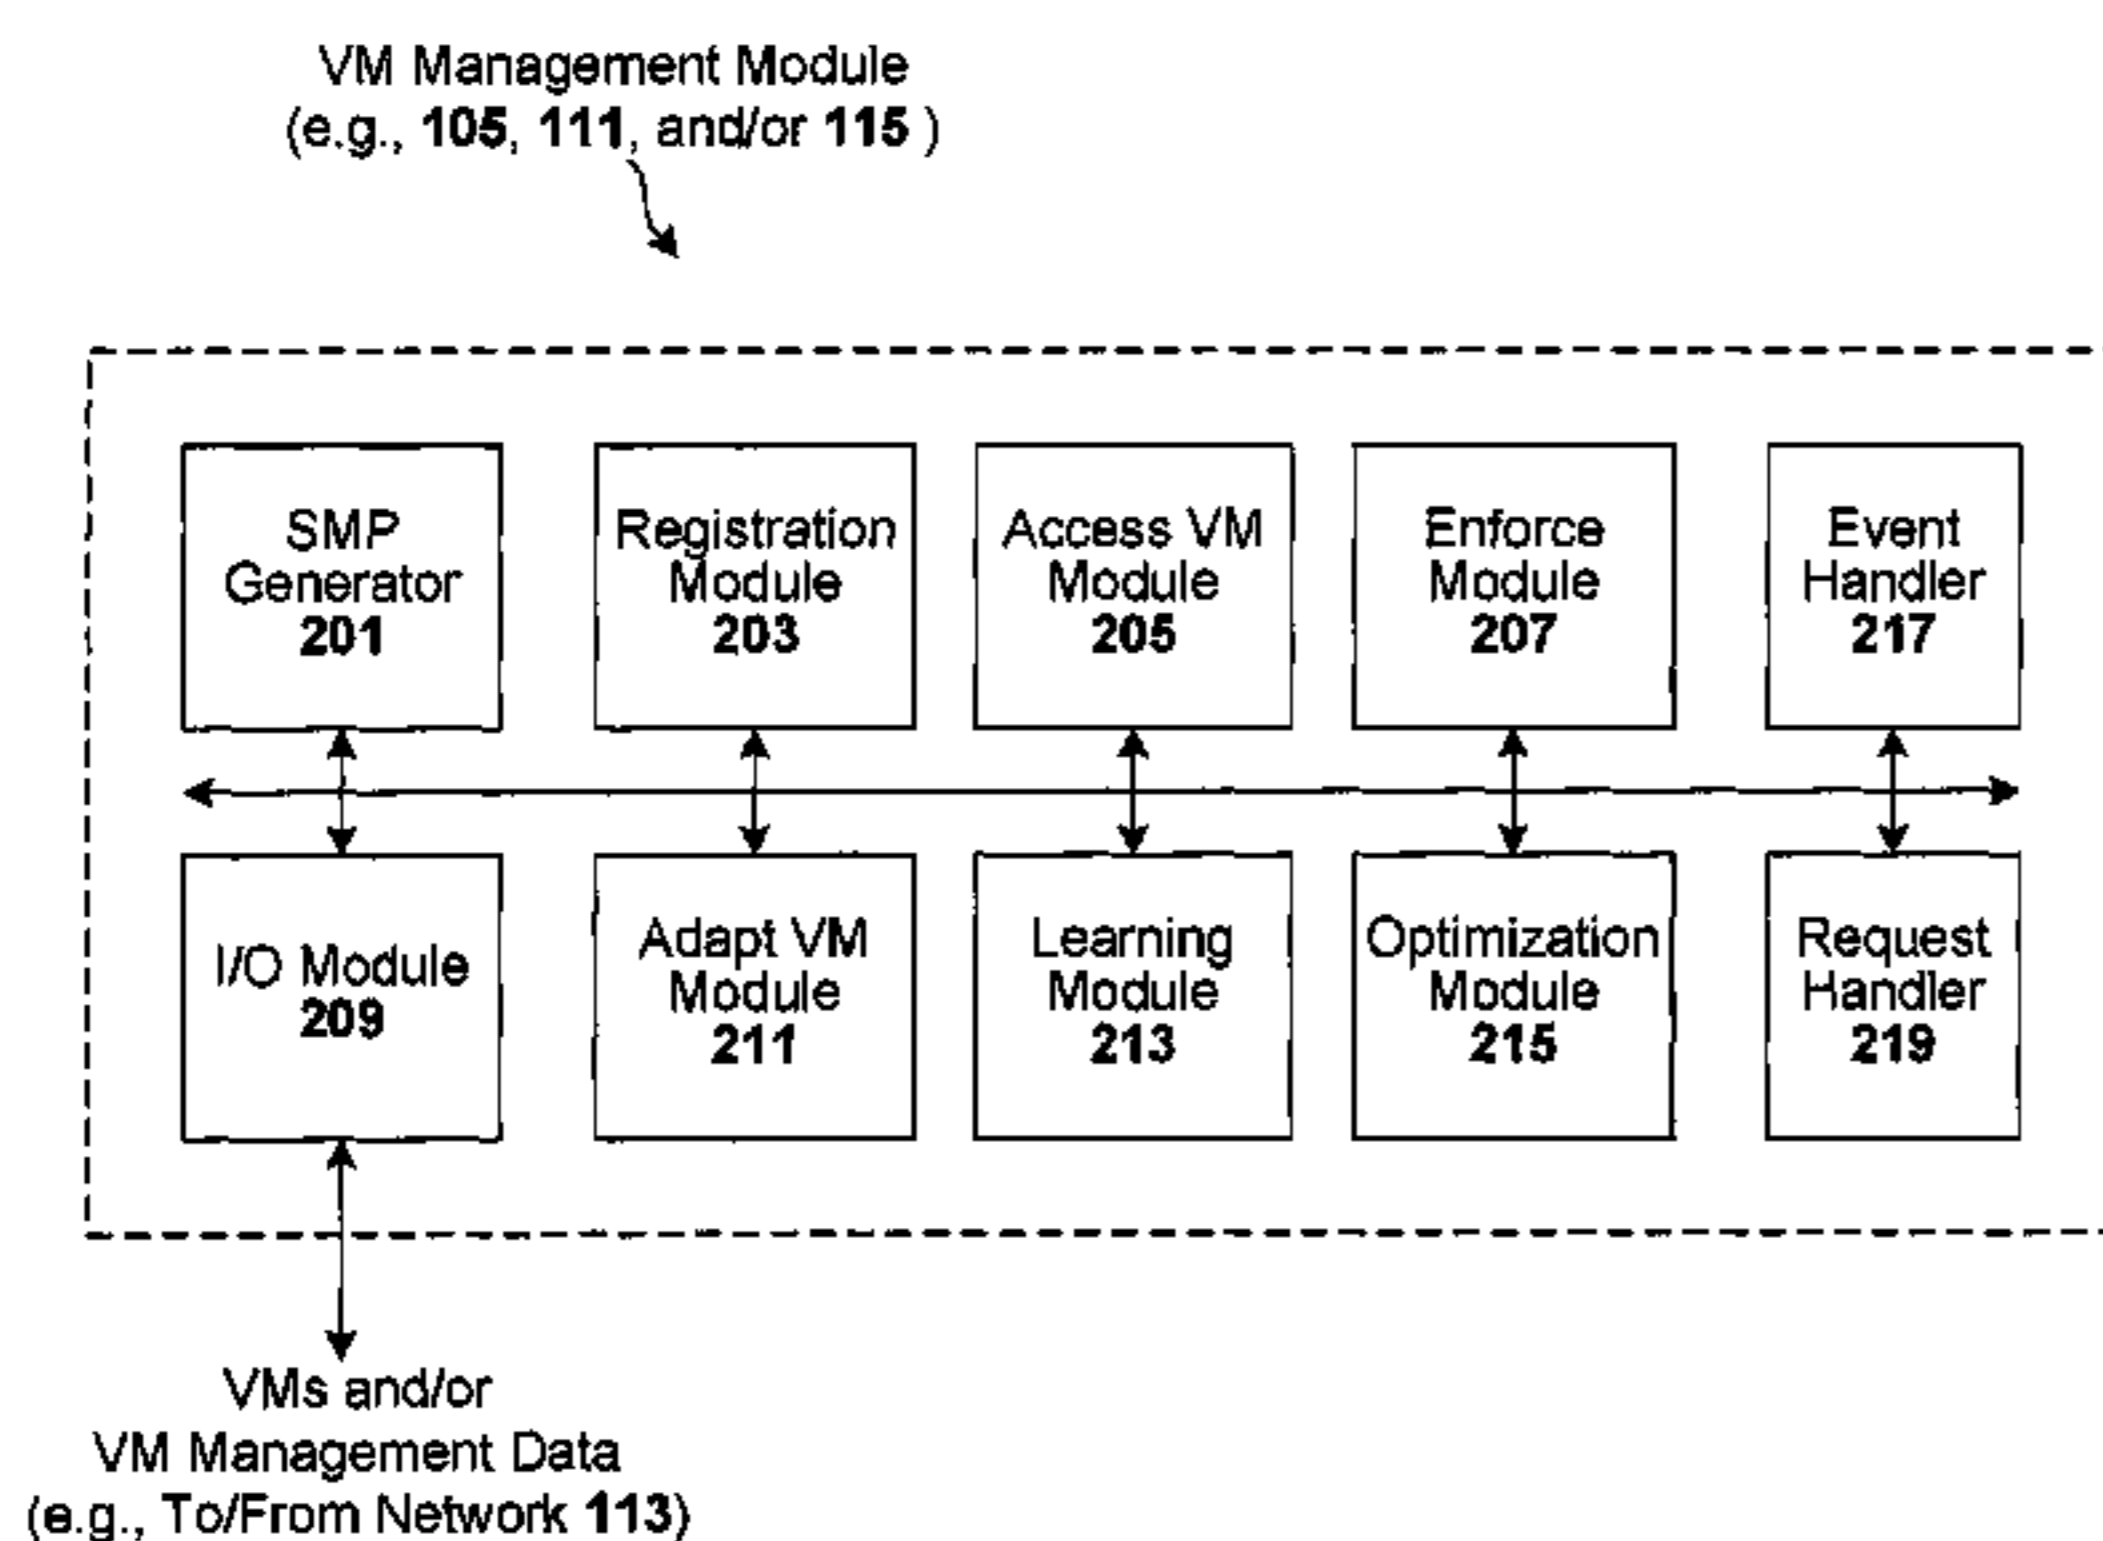 VM Management Module
(e.g., 105, 111, and/or 115 )
SMP
Generator
201
Registration
Module
203
Access VM
Module
205
Enforce
Module
207
Event
Handler
217
I/O Module
209
Adapt VM
Module
211
Learning
Module
213
Optimization
Module
215
Request
Handler
219
VMs and/or
VM Management Data
(e.g., To/From Network 113)